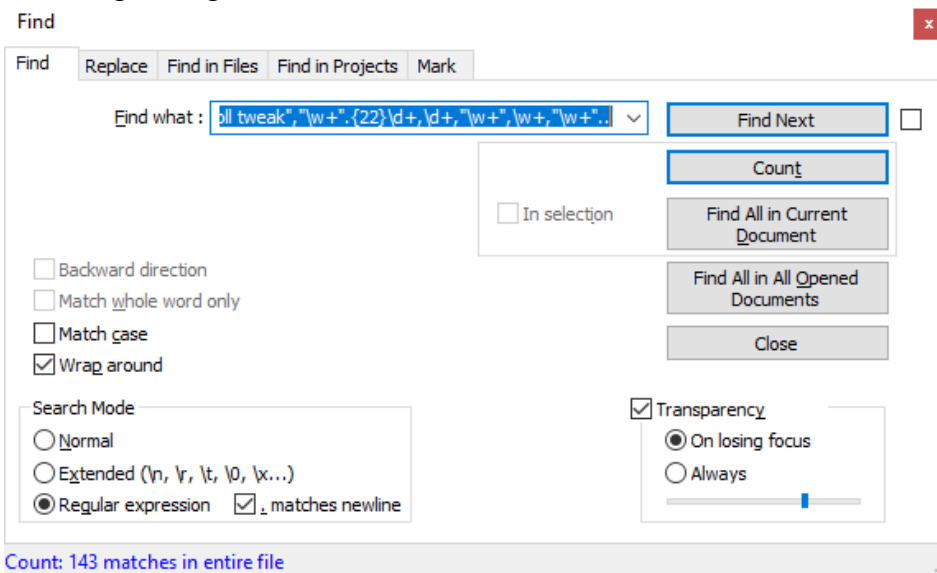 Find
x
Find Replace Find in Files Find in Projects Mark
Find what : oll tweak","\w+".{22}\d+,\d+,"\w+",\w+,"\w+".. Find Next
Count
In selection Find All in Current
Document
Backward direction Find All in All Opened
Match whole word only Documents
Match case Close
Wrap around
Search Mode Transparency
Normal On losing focus
Extended (\n, \r, \t, \0, \x...) Always
Regular expression . matches newline
Count: 143 matches in entire file